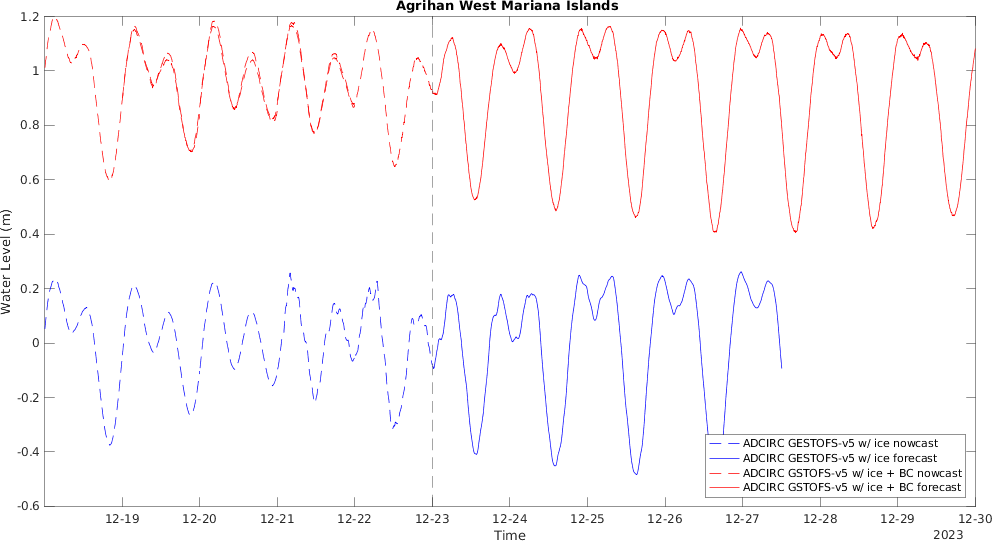 Agrihan West Mariana Islands
Water Level (m)
1.2
1
0.8
0.6
0.4
0.2
0
-0.2
-0.4
-0.6
ADCIRC GESTOFS-v5 w/ ice nowcast
ADCIRC GESTOFS-v5 w/ ice forecast
ADCIRC GSTOFS-v5 w/ ice + BC nowcast
ADCIRC GSTOFS-v5 w/ ice + BC forecast
12-19 12-20 12-21 12-22 12-23 12-24 12-25 12-26 12-27 12-28 12-29 12-30
Time
2023